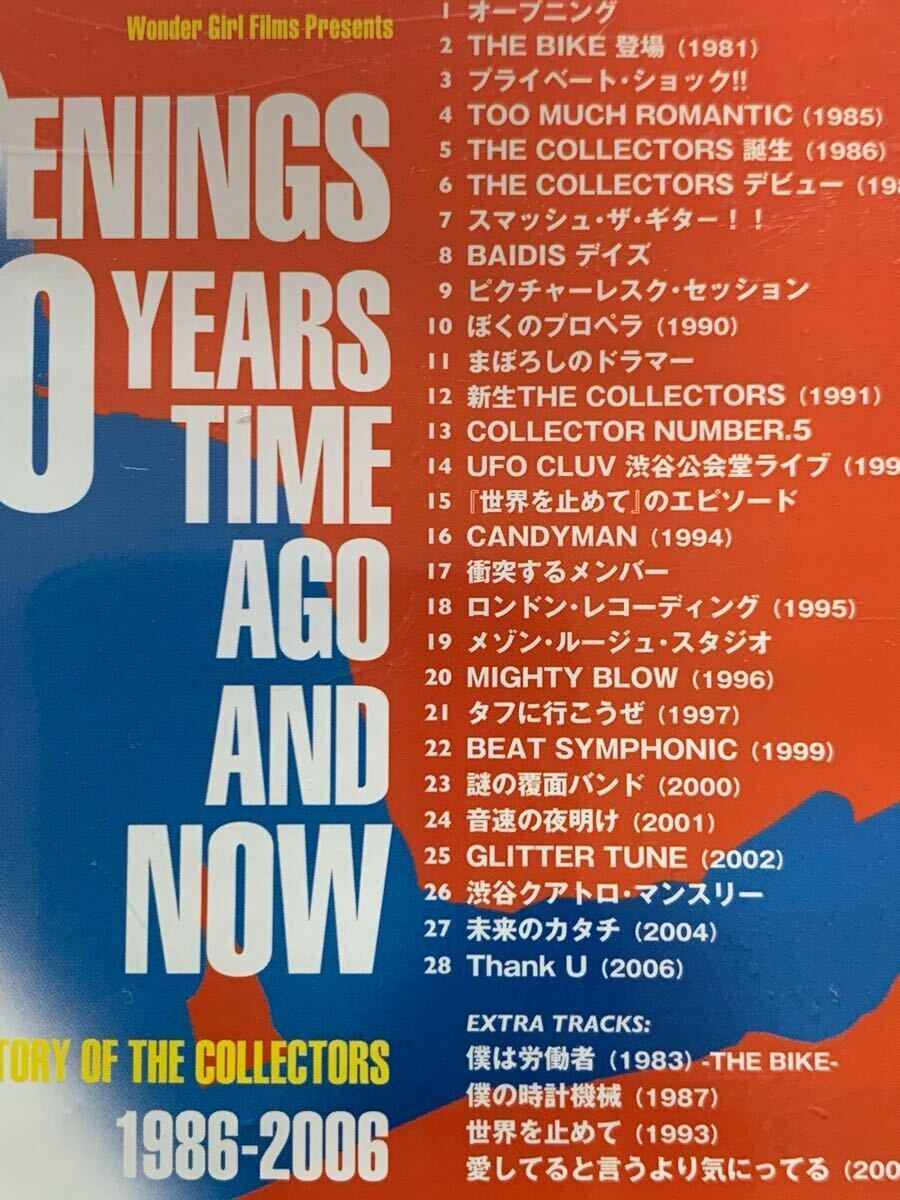 Wonder Girl Films Presents
ENINGS
0 YEARS
TIME
AGO
AND
NOW
TORY OF THE COLLECTORS
1986-2006
1 オープニング
2 THE BIKE 登場 (1981)
3 プライベート・ショック!!
4 TOO MUCH ROMANTIC (1985)
5 THE COLLECTORS 誕生 (1986)
6 THE COLLECTORS デビュー (198
7 スマッシュ・ザ・ギター！！
8 BAIDIS デイズ
9 ピクチャーレスク・セッション
10 ぼくのプロペラ (1990)
11 まぼろしのドラマー
12 新生THE COLLECTORS (1991)
13 COLLECTOR NUMBER.5
14 UFO CLUV 渋谷公会堂ライブ (199
15 『世界を止めて』のエピソード
16 CANDYMAN (1994)
17 衝突するメンバー
18 ロンドン・レコーディング (1995)
19 メゾン・ルージュ・スタジオ
20 MIGHTY BLOW (1996)
21 タフに行こうぜ (1997)
22 BEAT SYMPHONIC (1999)
23 謎の覆面バンド (2000)
24 音速の夜明け (2001)
25 GLITTER TUNE (2002)
26 渋谷クアトロ・マンスリー
27 未来のカタチ (2004)
28 Thank U (2006)
EXTRA TRACKS:
僕は労働者 (1983) -THE BIKE-
僕の時計機械 (1987)
世界を止めて (1993)
愛してると言うより気にってる (200